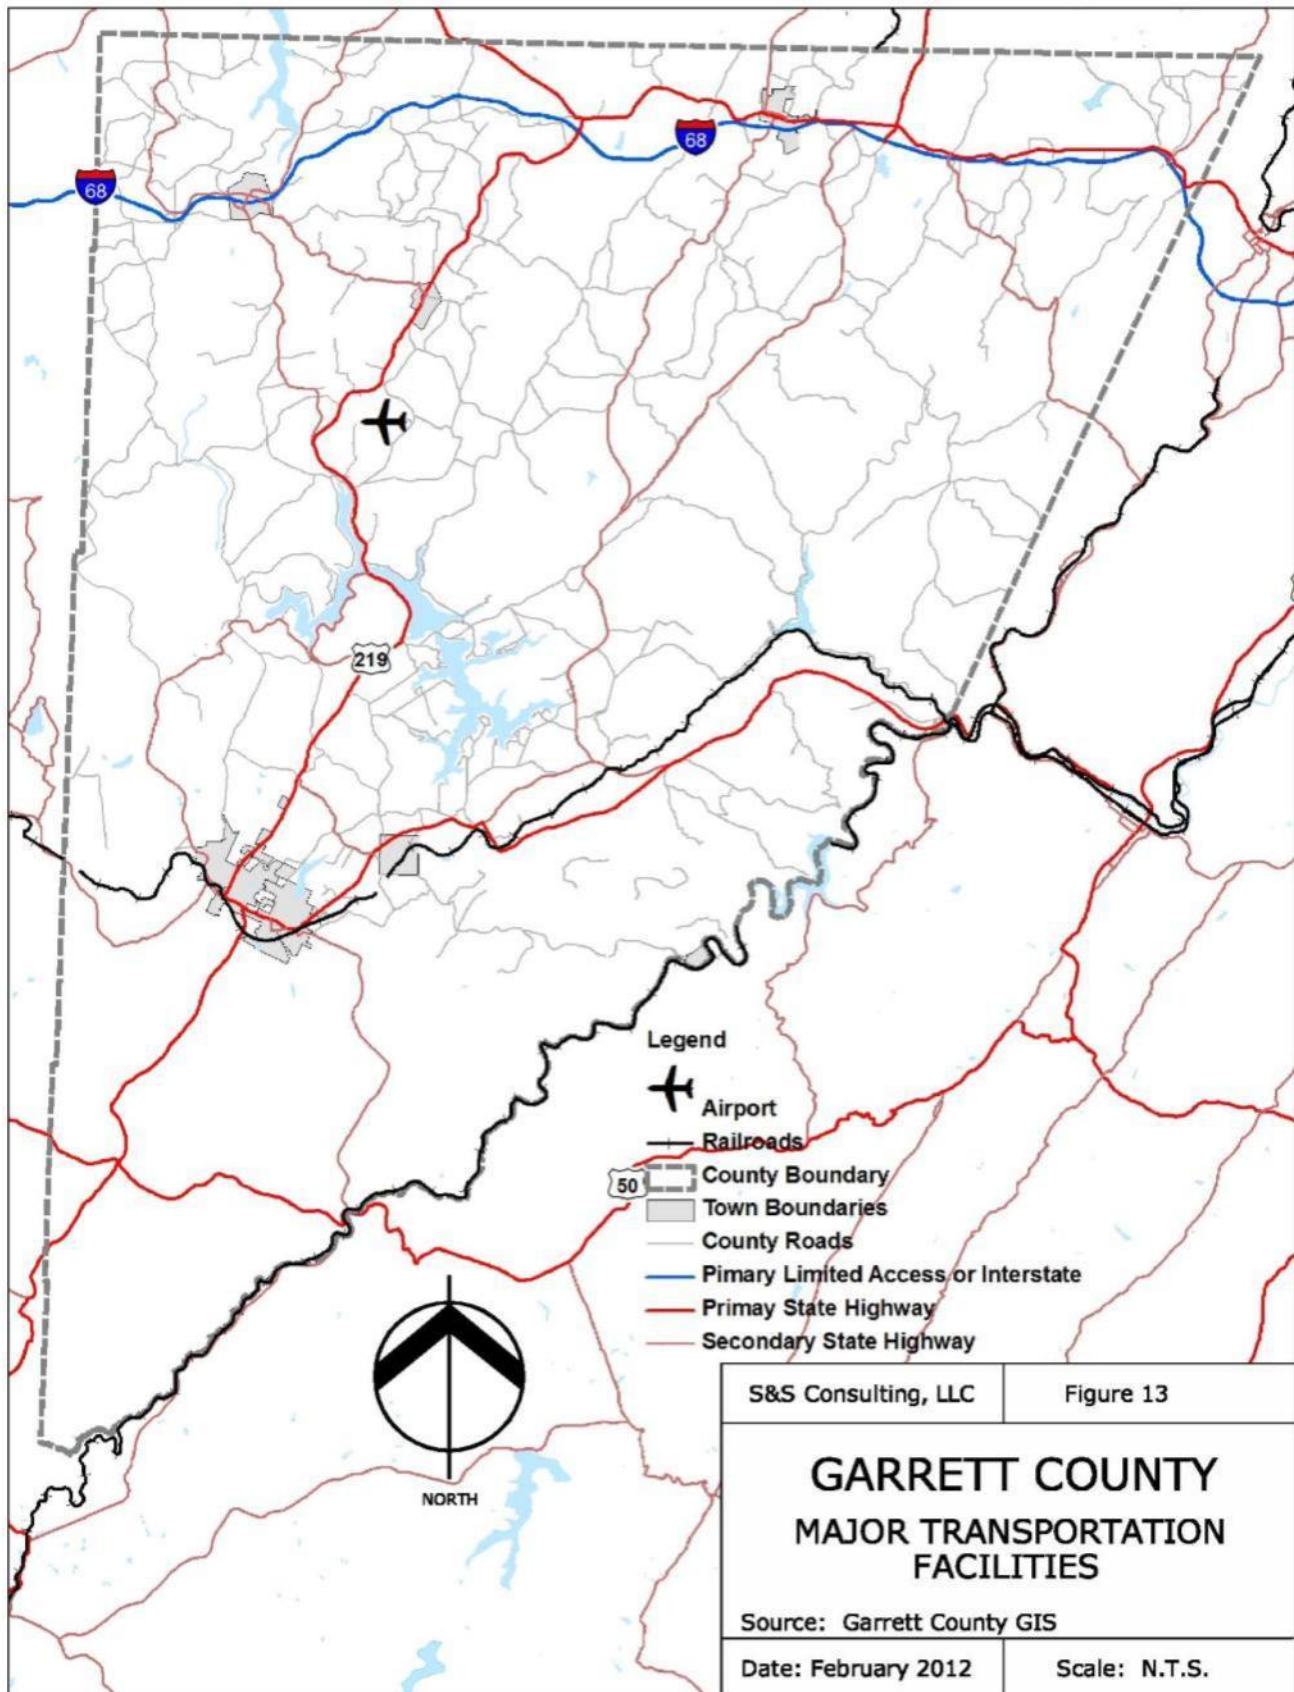 68
68
219
Legend
Airport
Railroads
County Boundary
50
Town Boundaries
County Roads
Pimary Limited Access or Interstate
Primay State Highway
Secondary State Highway
NORTH
S&S Consulting, LLC
Figure 13
GARRETT COUNTY
MAJOR TRANSPORTATION
FACILITIES
Source: Garrett County GIS
Date: February 2012
Scale: N.T.S.